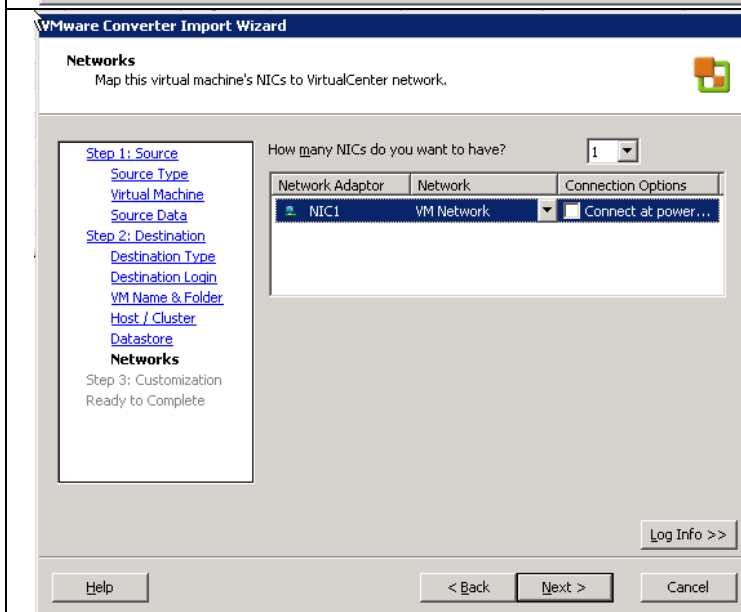 VMware Converter Import Wizard
Networks
Map this virtual machine's NICs to VirtualCenter network.
Step 1: Source
Source Type
Virtual Machine
Source Data
Step 2: Destination
Destination Type
Destination Login
VM Name & Folder
Host / Cluster
Datastore
Networks
Step 3: Customization
Ready to Complete
How many NICs do you want to have? 1
Network Adaptor Network Connection Options
NIC1 VM Network Connect at power...
Log Info >>
Help < Back Next > Cancel